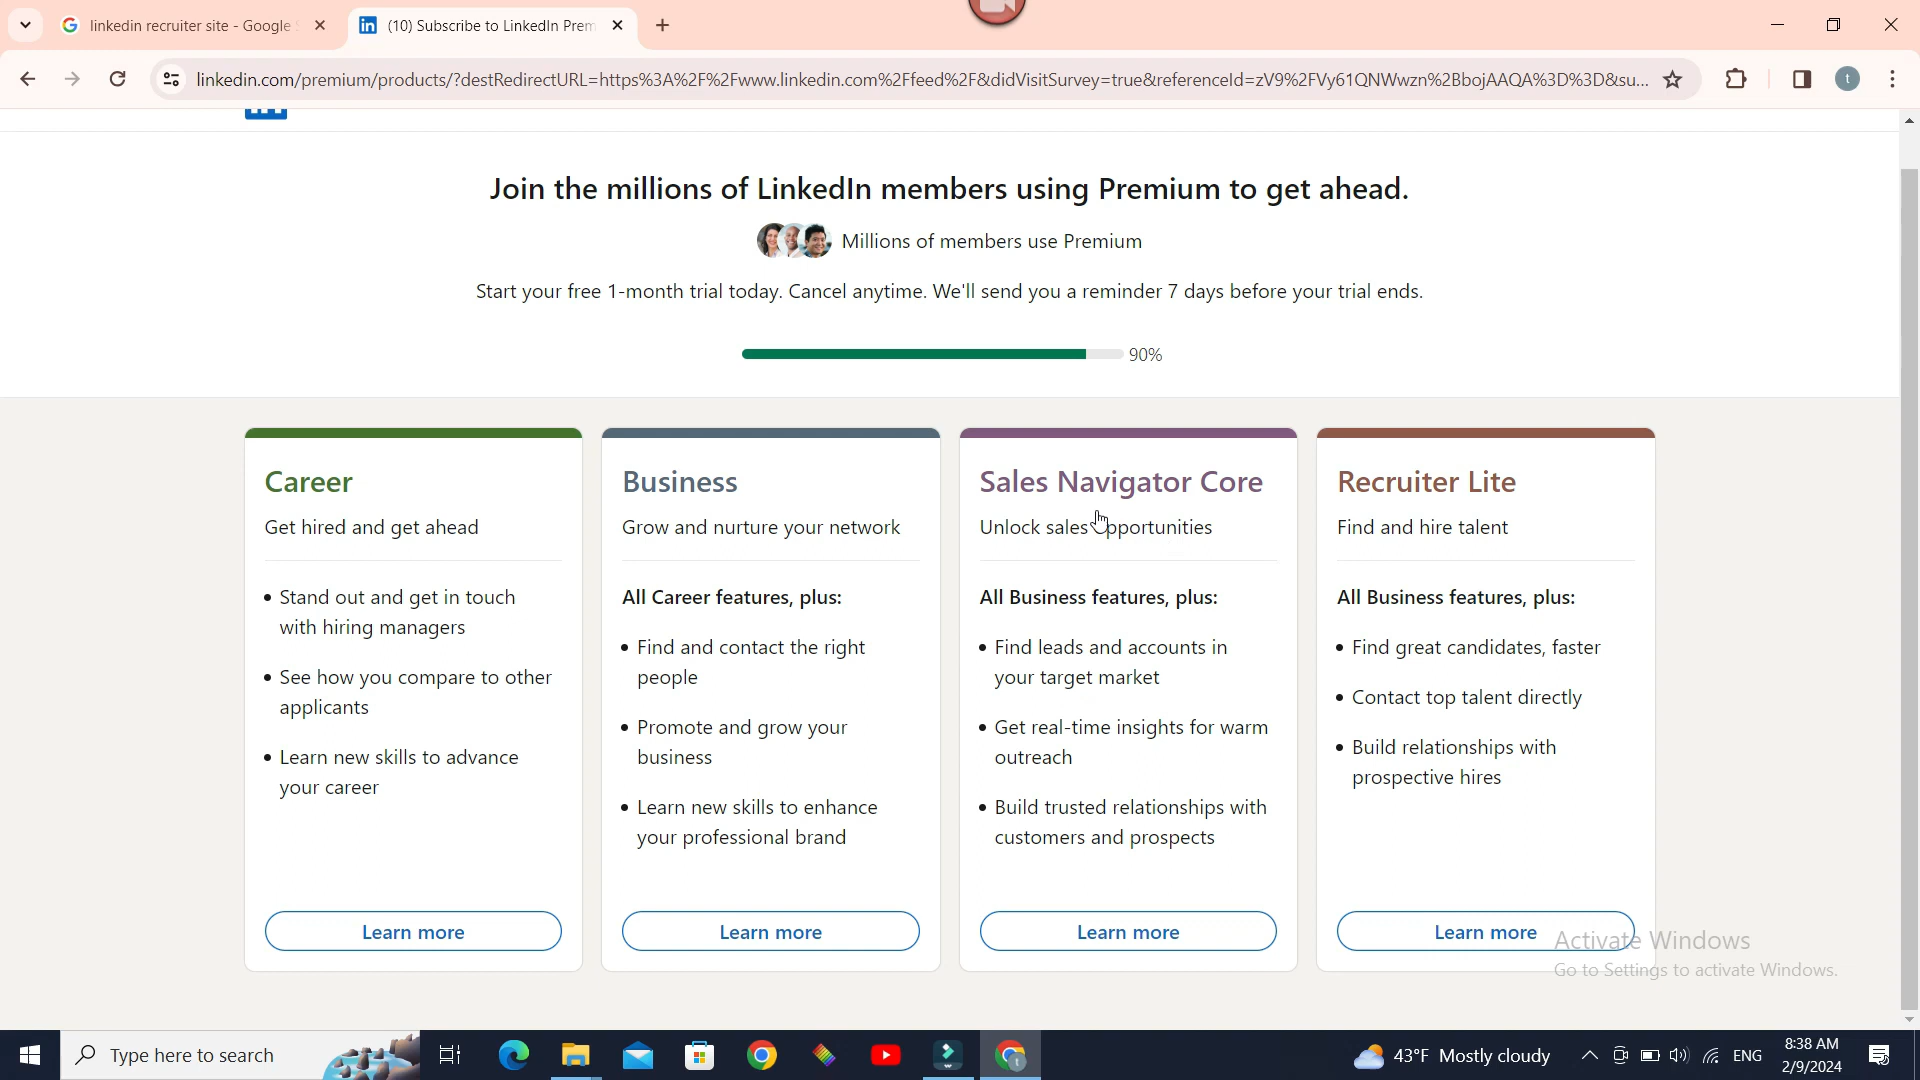 linkedin recruiter site - Google S
(10) Subscribe to LinkedIn Prem
linkedin.com/premium/products/?destRedirectURL=https%3A%2F%2Fwww.linkedin.com%2Ffeed%2F&didVisitSurvey=true&referenceId=zV9%2FVy61QNWwzn%2BbojAAQA%3D%3D&su...
t
Join the millions of LinkedIn members using Premium to get ahead.
Millions of members use Premium
Start your free 1-month trial today. Cancel anytime. We'll send you a reminder 7 days before your trial ends.
90%
Career
Get hired and get ahead
Stand out and get in touch
with hiring managers
See how you compare to other
applicants
Learn new skills to advance
your career
Learn more
Business
Grow and nurture your network
All Career features, plus:
Find and contact the right
people
Promote and grow your
business
Learn new skills to enhance
your professional brand
Learn more
Sales Navigator Core
Unlock sales opportunities
All Business features, plus:
Find leads and accounts in
your target market
Get real-time insights for warm
outreach
Build trusted relationships with
customers and prospects
Learn more
Recruiter Lite
Find and hire talent
All Business features, plus:
Find great candidates, faster
Contact top talent directly
Build relationships with
prospective hires
Learn more
Activate Windows
Go to Settings to activate Windows.
Type here to search
43°F Mostly cloudy
ENG
8:38 AM
2/9/2024